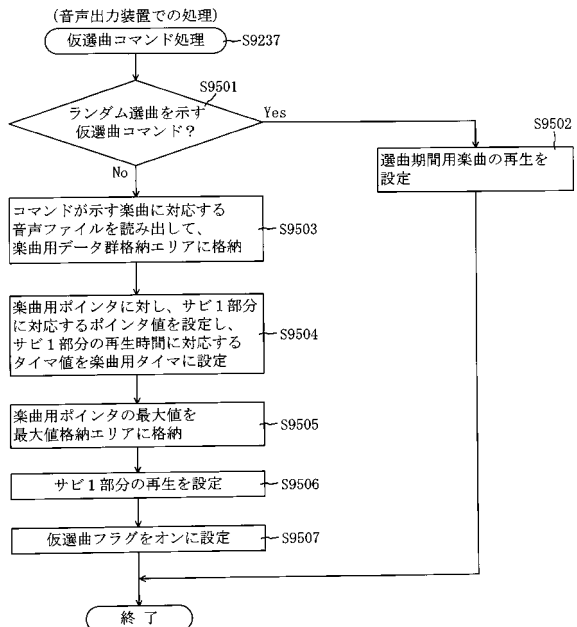 (音声出力装置での処理)
仮選曲コマンド処理
S9237
S9501
ランダム選曲を示す
仮選曲コマンド?
Yes
No
S9502
選曲期間用楽曲の再生を
設定
コマンドが示す楽曲に対応する
音声ファイルを読み出して、
楽曲用データ群格納エリアに格納
S9503
楽曲用ポインタに対し、サビ1部分
に対応するポインタ値を設定し、
サビ1部分の再生時間に対応する
タイマ値を楽曲用タイマに設定
S9504
楽曲用ポインタの最大値を
最大値格納エリアに格納
S9505
サビ1部分の再生を設定
S9506
仮選曲フラグをオンに設定
S9507
終了